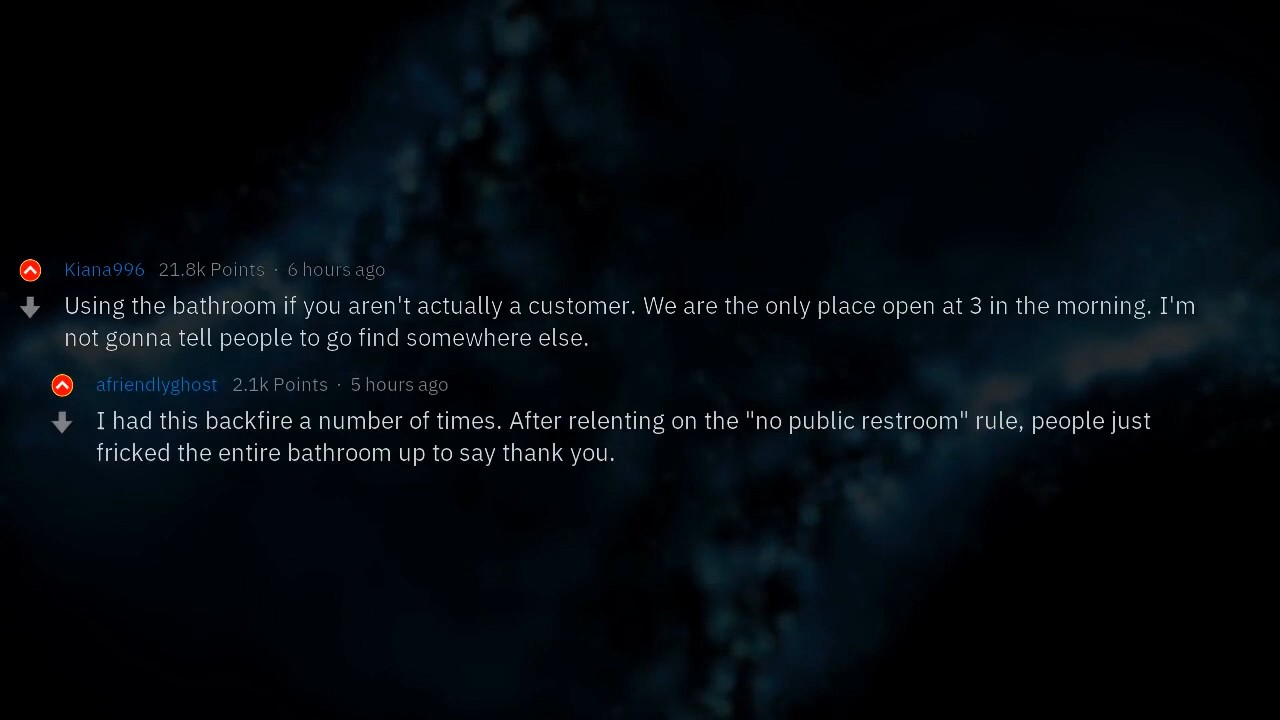 Kiana996 21.8k Points · 6 hours ago
Using the bathroom if you aren't actually a customer. We are the only place open at 3 in the morning. I'm
not gonna tell people to go find somewhere else.
afriendlyghost 2.1k Points · 5 hours ago
I had this backfire a number of times. After relenting on the "no public restroom" rule, people just
fricked the entire bathroom up to say thank you.